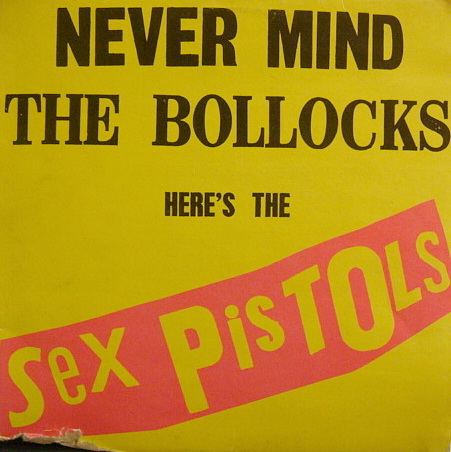 NEVER MIND
THE BOLLOCKS
HERE'S THE
Sex PisTOLs